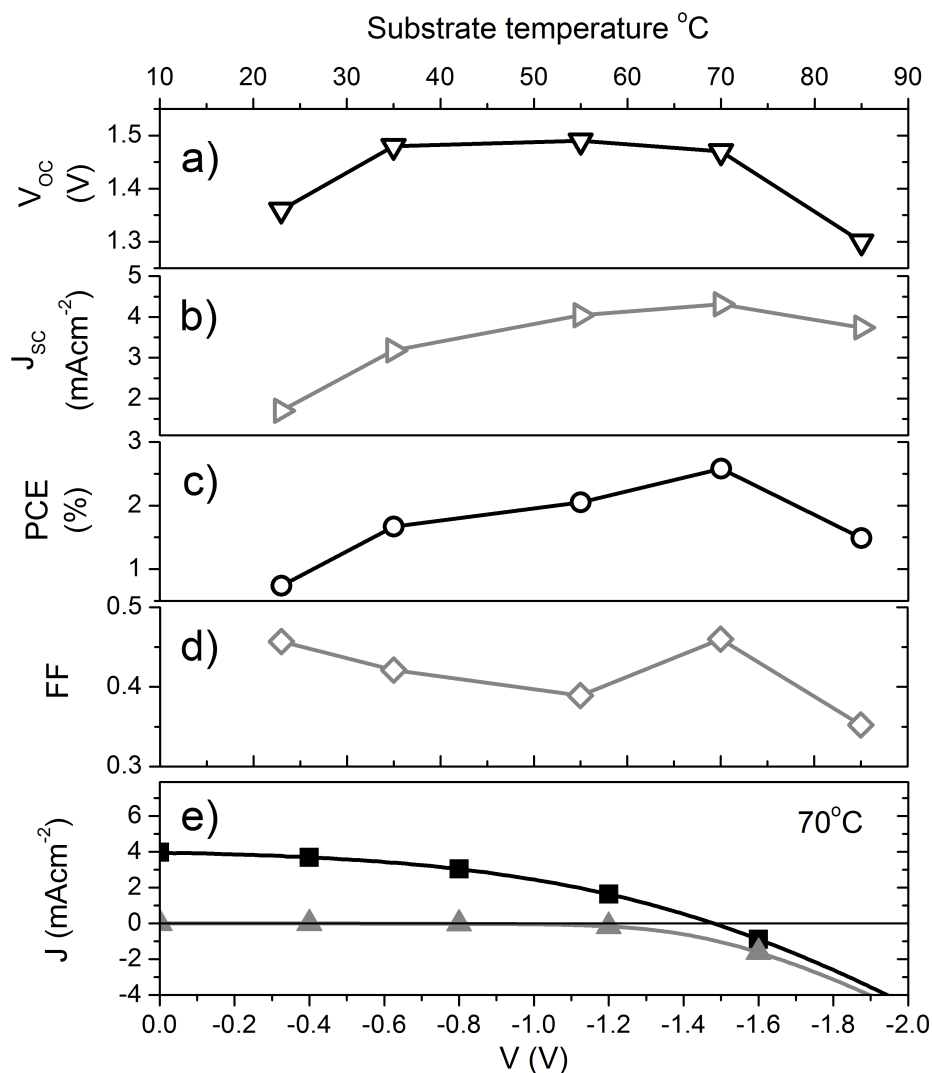 Substrate temperature °C
10 20 30 40 50 60 70 80 90
a)
V_OC (V)
1.5
1.4
1.3
b)
J_SC (mAcm⁻²)
5
4
3
2
c)
PCE (%)
3
3
2
1
d)
FF
0.5
0.5
0.4
0.3
e)
70°C
J (mAcm⁻²)
6
4
2
0
-2
-4
0.0 -0.2 -0.4 -0.6 -0.8 -1.0 -1.2 -1.4 -1.6 -1.8 -2.0
V (V)